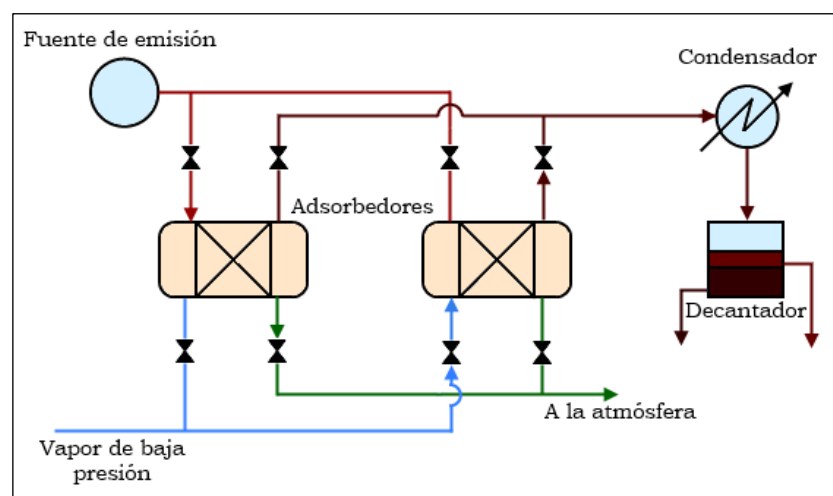 Fuente de emisión
Condensador
Adsorbedores
Decantador
A la atmósfera
Vapor de baja
presión